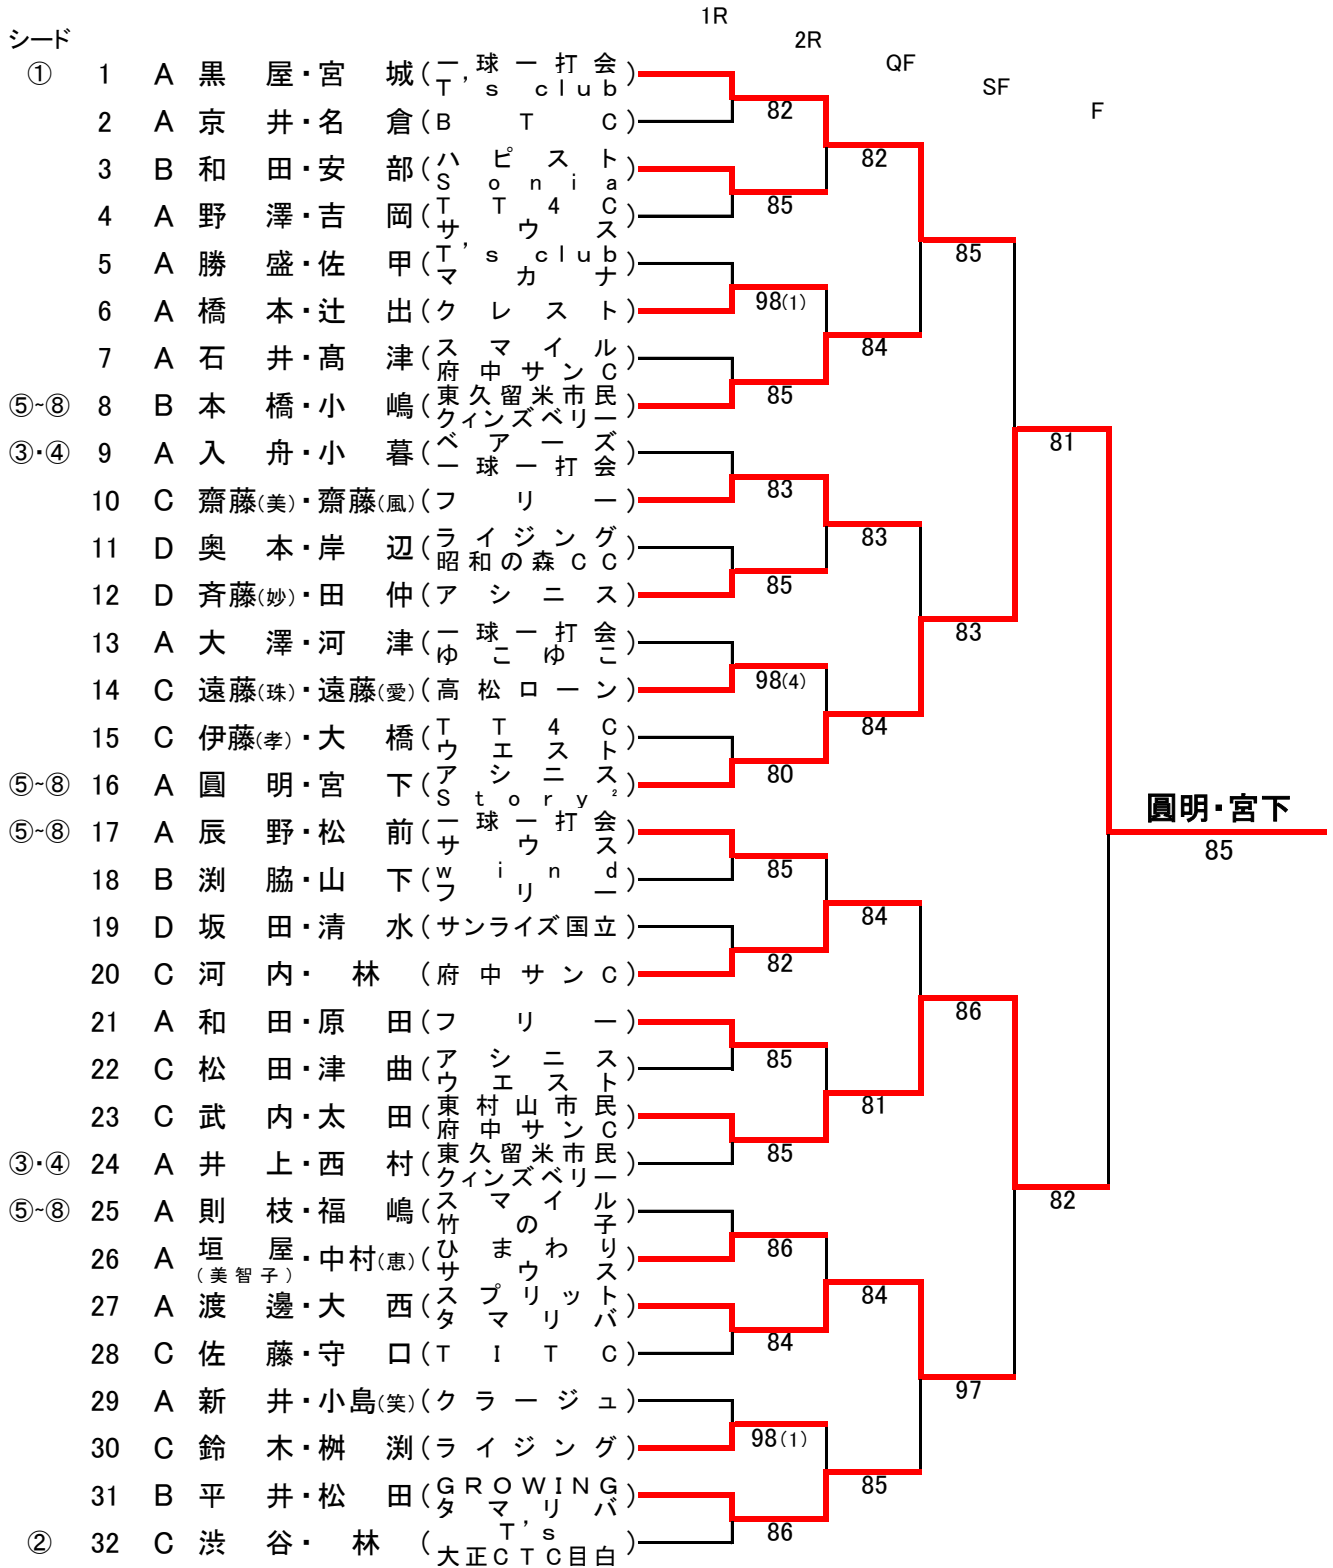 1R
2R
QF
SF
F
シード
① 1 A 黒屋・宮城(一球一打会 T's club)
2 A 京井・名倉(BTC)
82
3 B 和田・安部(ハピスト Sonia)
82
4 A 野澤・吉岡(TT4C サウス)
85
5 A 勝盛・佐甲(T's club マカナ)
85
6 A 橋本・辻出(クレスト)
98(1)
7 A 石井・髙津(スマイル 府中サンC)
84
⑤~⑧ 8 B 本橋・小嶋(東久留米市民 クィンズベリー)
85
③・④ 9 A 入舟・小暮(ベアーズ 一球一打会)
81
10 C 齋藤(美)・齋藤(風)(フリー)
83
11 D 奥本・岸辺(ライジング 昭和の森CC)
83
12 D 斉藤(妙)・田仲(アシニス)
85
13 A 大澤・河津(一球一打会 ゆこゆこ)
83
14 C 遠藤(珠)・遠藤(愛)(高松ローン)
98(4)
15 C 伊藤(孝)・大橋(TT4C ウエスト)
84
⑤~⑧ 16 A 圓明・宮下(アシニス Story²)
80
圓明・宮下
⑤~⑧ 17 A 辰野・松前(一球一打会 サウス)
85
18 B 渕脇・山下(wind フリー)
85
19 D 坂田・清水(サンライズ国立)
84
20 C 河内・林(府中サンC)
82
21 A 和田・原田(フリー)
86
22 C 松田・津曲(アシニス ウエスト)
85
23 C 武内・太田(東村山市民 府中サンC)
81
③・④ 24 A 井上・西村(東久留米市民 クィンズベリー)
85
⑤~⑧ 25 A 則枝・福嶋(スマイル 竹の子)
82
26 A 垣屋(美智子)・中村(恵)(ひまわり サウス)
86
27 A 渡邊・大西(スプリット タマリバ)
84
28 C 佐藤・守口(TITC)
84
29 A 新井・小島(笑)(クラージュ)
97
30 C 鈴木・桝渕(ライジング)
98(1)
31 B 平井・松田(GROWING タマリバ)
85
② 32 C 渋谷・林(T's 大正CTC目白)
86